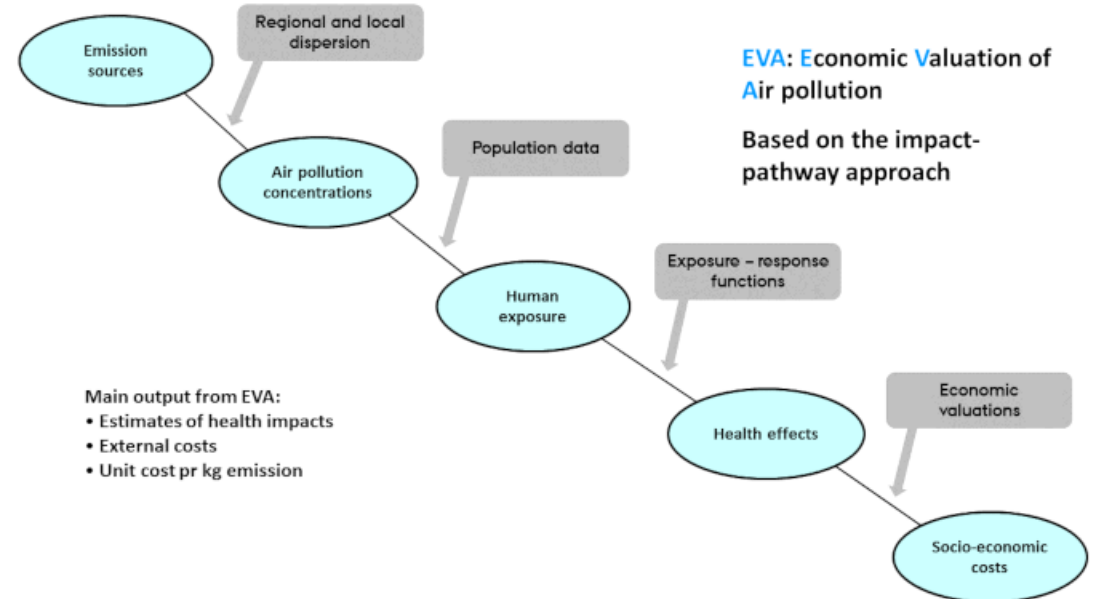 Emission
sources
Regional and local
dispersion
EVA: Economic Valuation of
Air pollution
Based on the impact-
pathway approach
Air pollution
concentrations
Population data
Human
exposure
Exposure – response
functions
Main output from EVA:
• Estimates of health impacts
• External costs
• Unit cost pr kg emission
Health effects
Economic
valuations
Socio-economic
costs